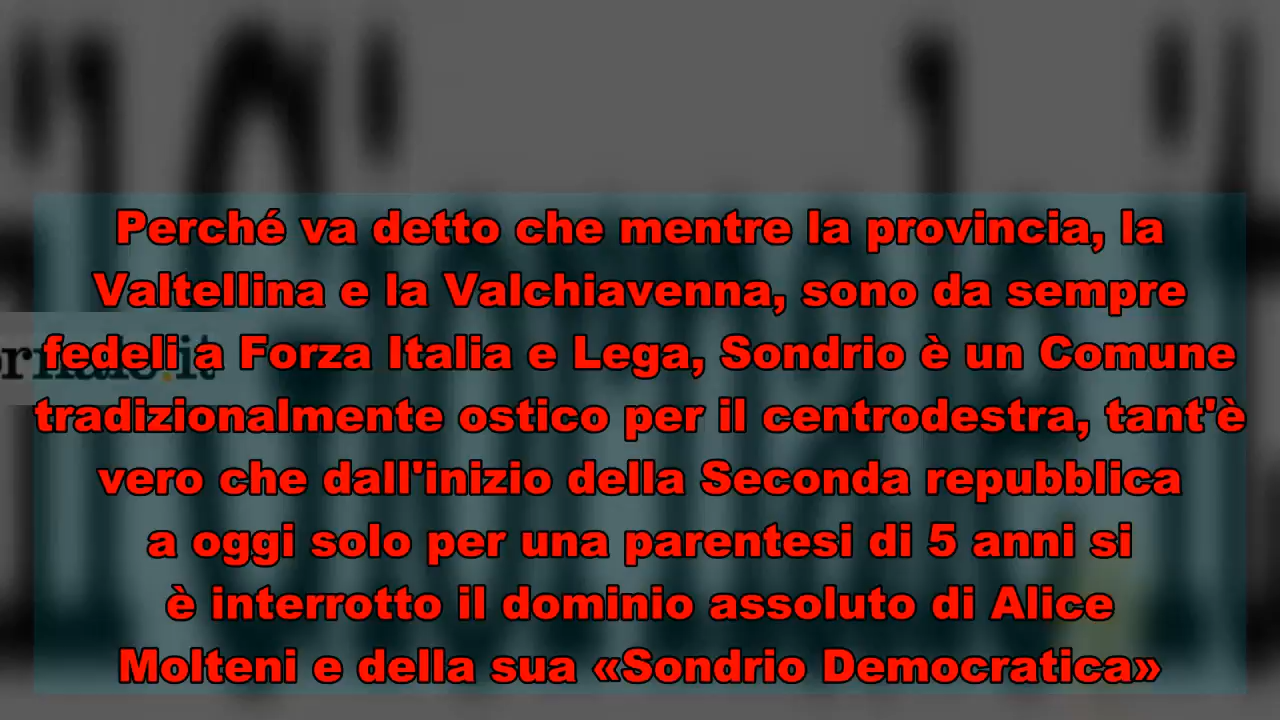 Perché va detto che mentre la provincia, la
Valtellina e la Valchiavenna, sono da sempre
fedeli a Forza Italia e Lega, Sondrio è un Comune
tradizionalmente ostico per il centrodestra, tant'è
vero che dall'inizio della Seconda repubblica
a oggi solo per una parentesi di 5 anni si
è interrotto il dominio assoluto di Alice
Molteni e della sua «Sondrio Democratica»